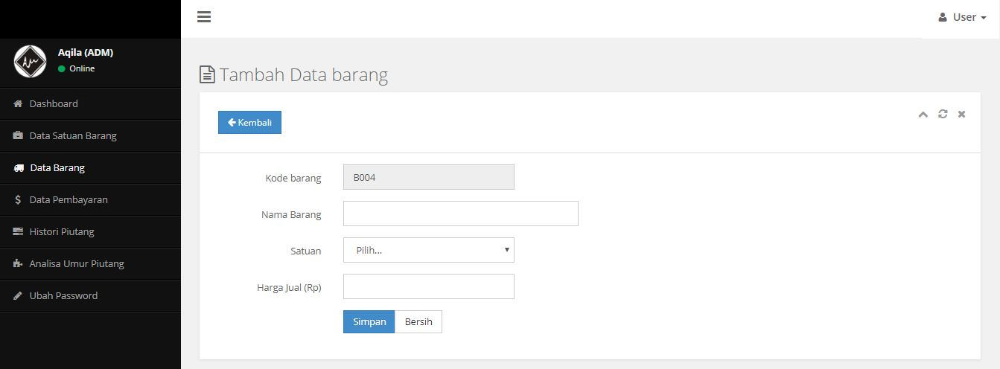 User
Aqila (ADM)
Online
Dashboard
Data Satuan Barang
Data Barang
Data Pembayaran
Histori Piutang
Analisa Umur Piutang
Ubah Password
Tambah Data barang
Kembali
Kode barang B004
Nama Barang
Satuan Pilih...
Harga Jual (Rp)
Simpan Bersih